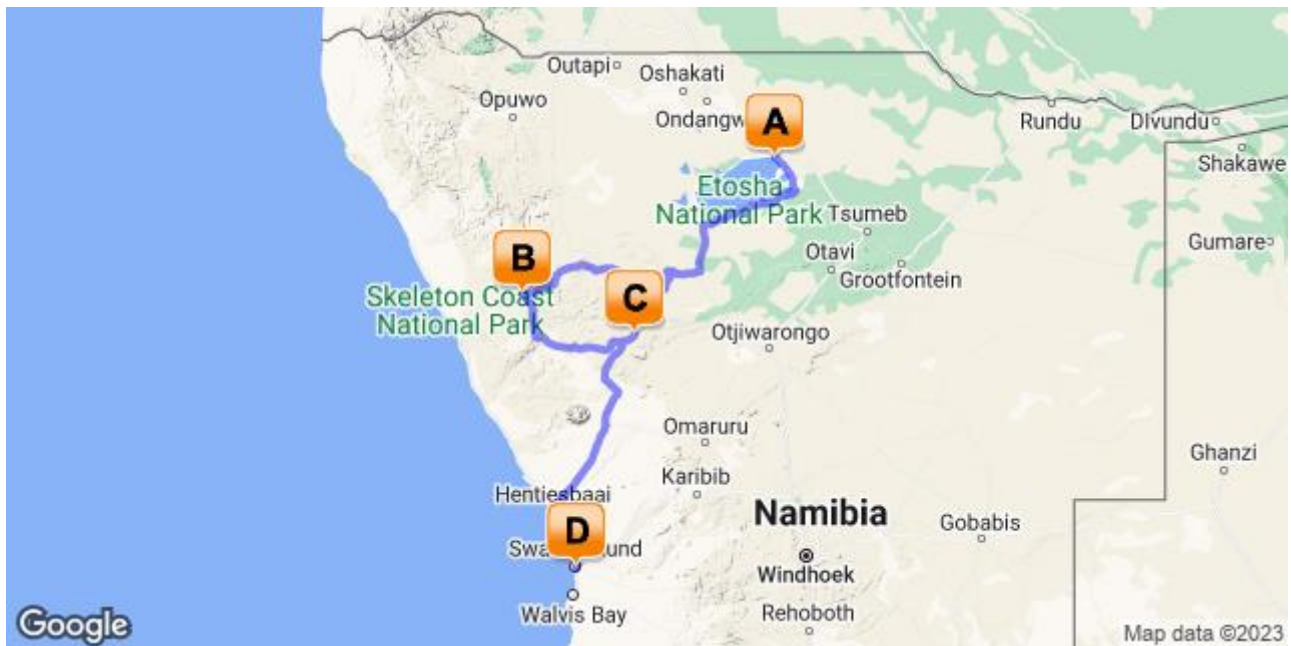 Outapi
Oshakati
Opuwo
Ondangw
A
Rundu
DIvundu
Shakawe
Etosha
National Park
Tsumeb
B
Otavi
Gumare
Grootfontein
C
Skeleton Coast
National Park
Otjiwarongo
Omaruru
Ghanzi
Karibib
Hentiesbaai
Namibia
Gobabis
D
Swa und
Windhoek
Walvis Bay
Rehoboth
Google
Map data ©2023